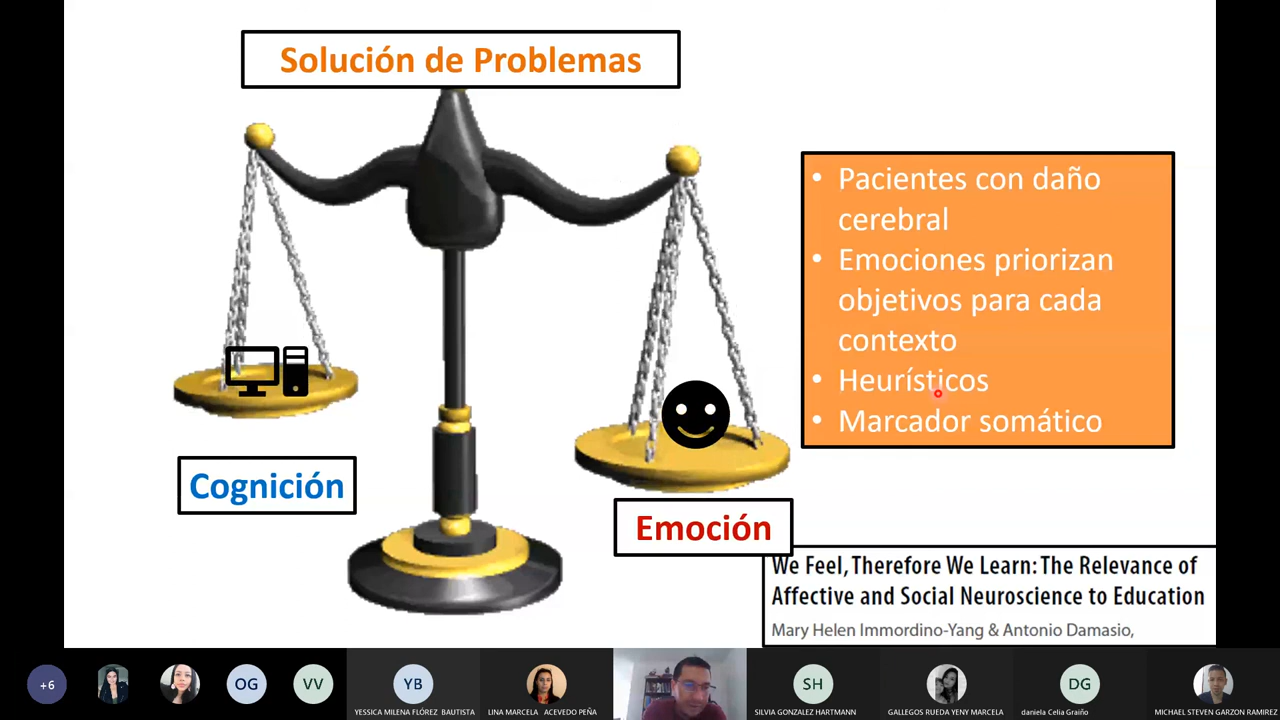 Solución de Problemas
• Pacientes con daño
cerebral
• Emociones priorizan
objetivos para cada
contexto
• Heurísticos
• Marcador somático
Cognición
Emoción
We Feel, Therefore We Learn: The Relevance of
Affective and Social Neuroscience to Education
Mary Helen Immordino-Yang & Antonio Damasio,
+6
OG
VV
YB
YESSICA MILENA FLÓREZ BAUTISTA
LINA MARCELA ACEVEDO PEÑA
SH
SILVIA GONZALEZ HARTMANN
GALLEGOS RUEDA YENY MARCELA
DG
daniela Celia Graiño
MICHAEL STEVEN GARZON RAMIREZ